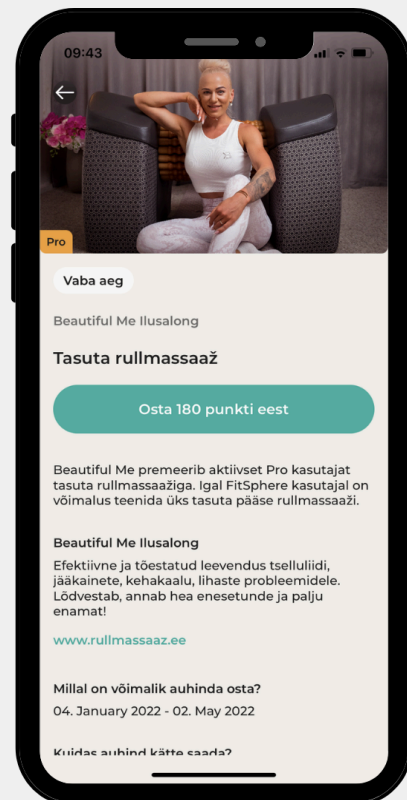 09:43
Pro
Vaba aeg
Beautiful Me Ilusalong
Tasuta rullmassaaž
Osta 180 punkti eest
Beautiful Me premeerib aktiivset Pro kasutajat
tasuta rullmassaažiga. Igal FitSphere kasutajal on
võimalus teenida üks tasuta pääse rullmassaaži.
Beautiful Me Ilusalong
Efektiivne ja tõestatud leevendus tselluliidi,
jääkainete, kehakaalu, lihaste probleemidele.
Lõdvestab, annab hea enesetunde ja palju
enamat!
www.rullmassaaz.ee
Millal on võimalik auhinda osta?
04. January 2022 - 02. May 2022
Kuidas auhind kätte saada?